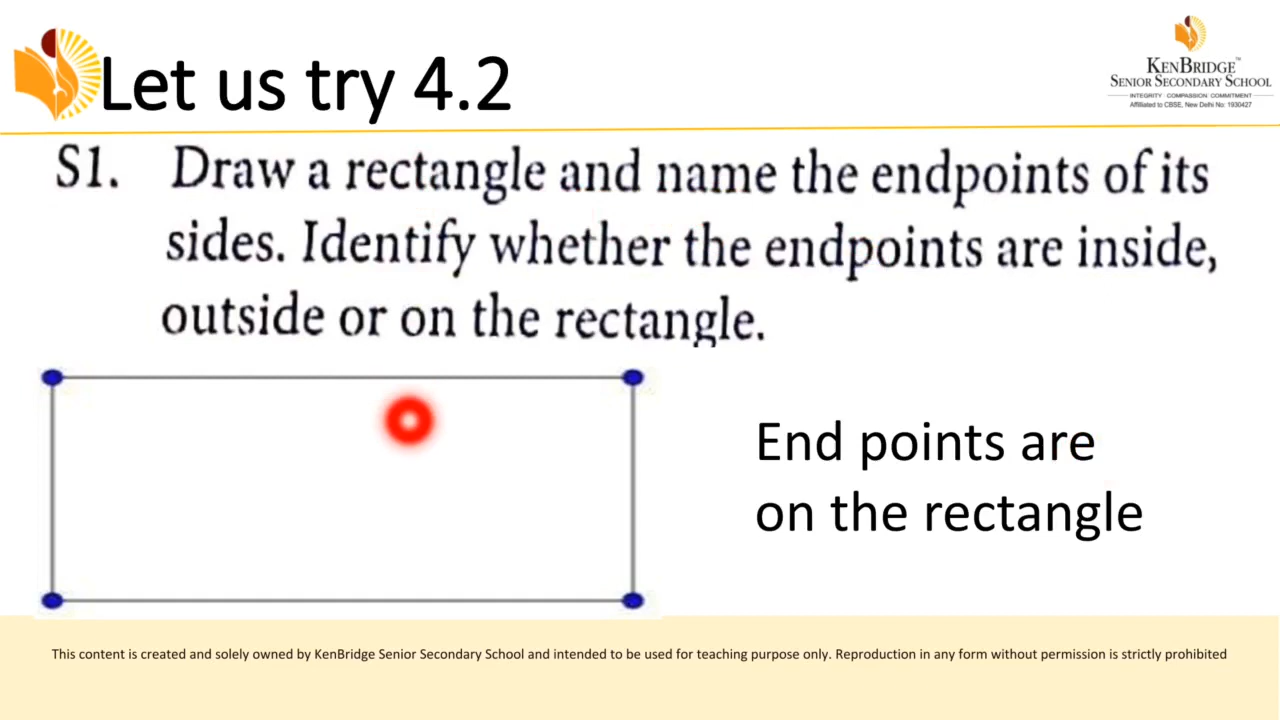 Let us try 4.2
KENBRIDGE™
SENIOR SECONDARY SCHOOL
INTEGRITY COMPASSION COMMITMENT
Affiliated to CBSE, New Delhi No: 1930427
S1. Draw a rectangle and name the endpoints of its
sides. Identify whether the endpoints are inside,
outside or on the rectangle.
End points are
on the rectangle
This content is created and solely owned by KenBridge Senior Secondary School and intended to be used for teaching purpose only. Reproduction in any form without permission is strictly prohibited